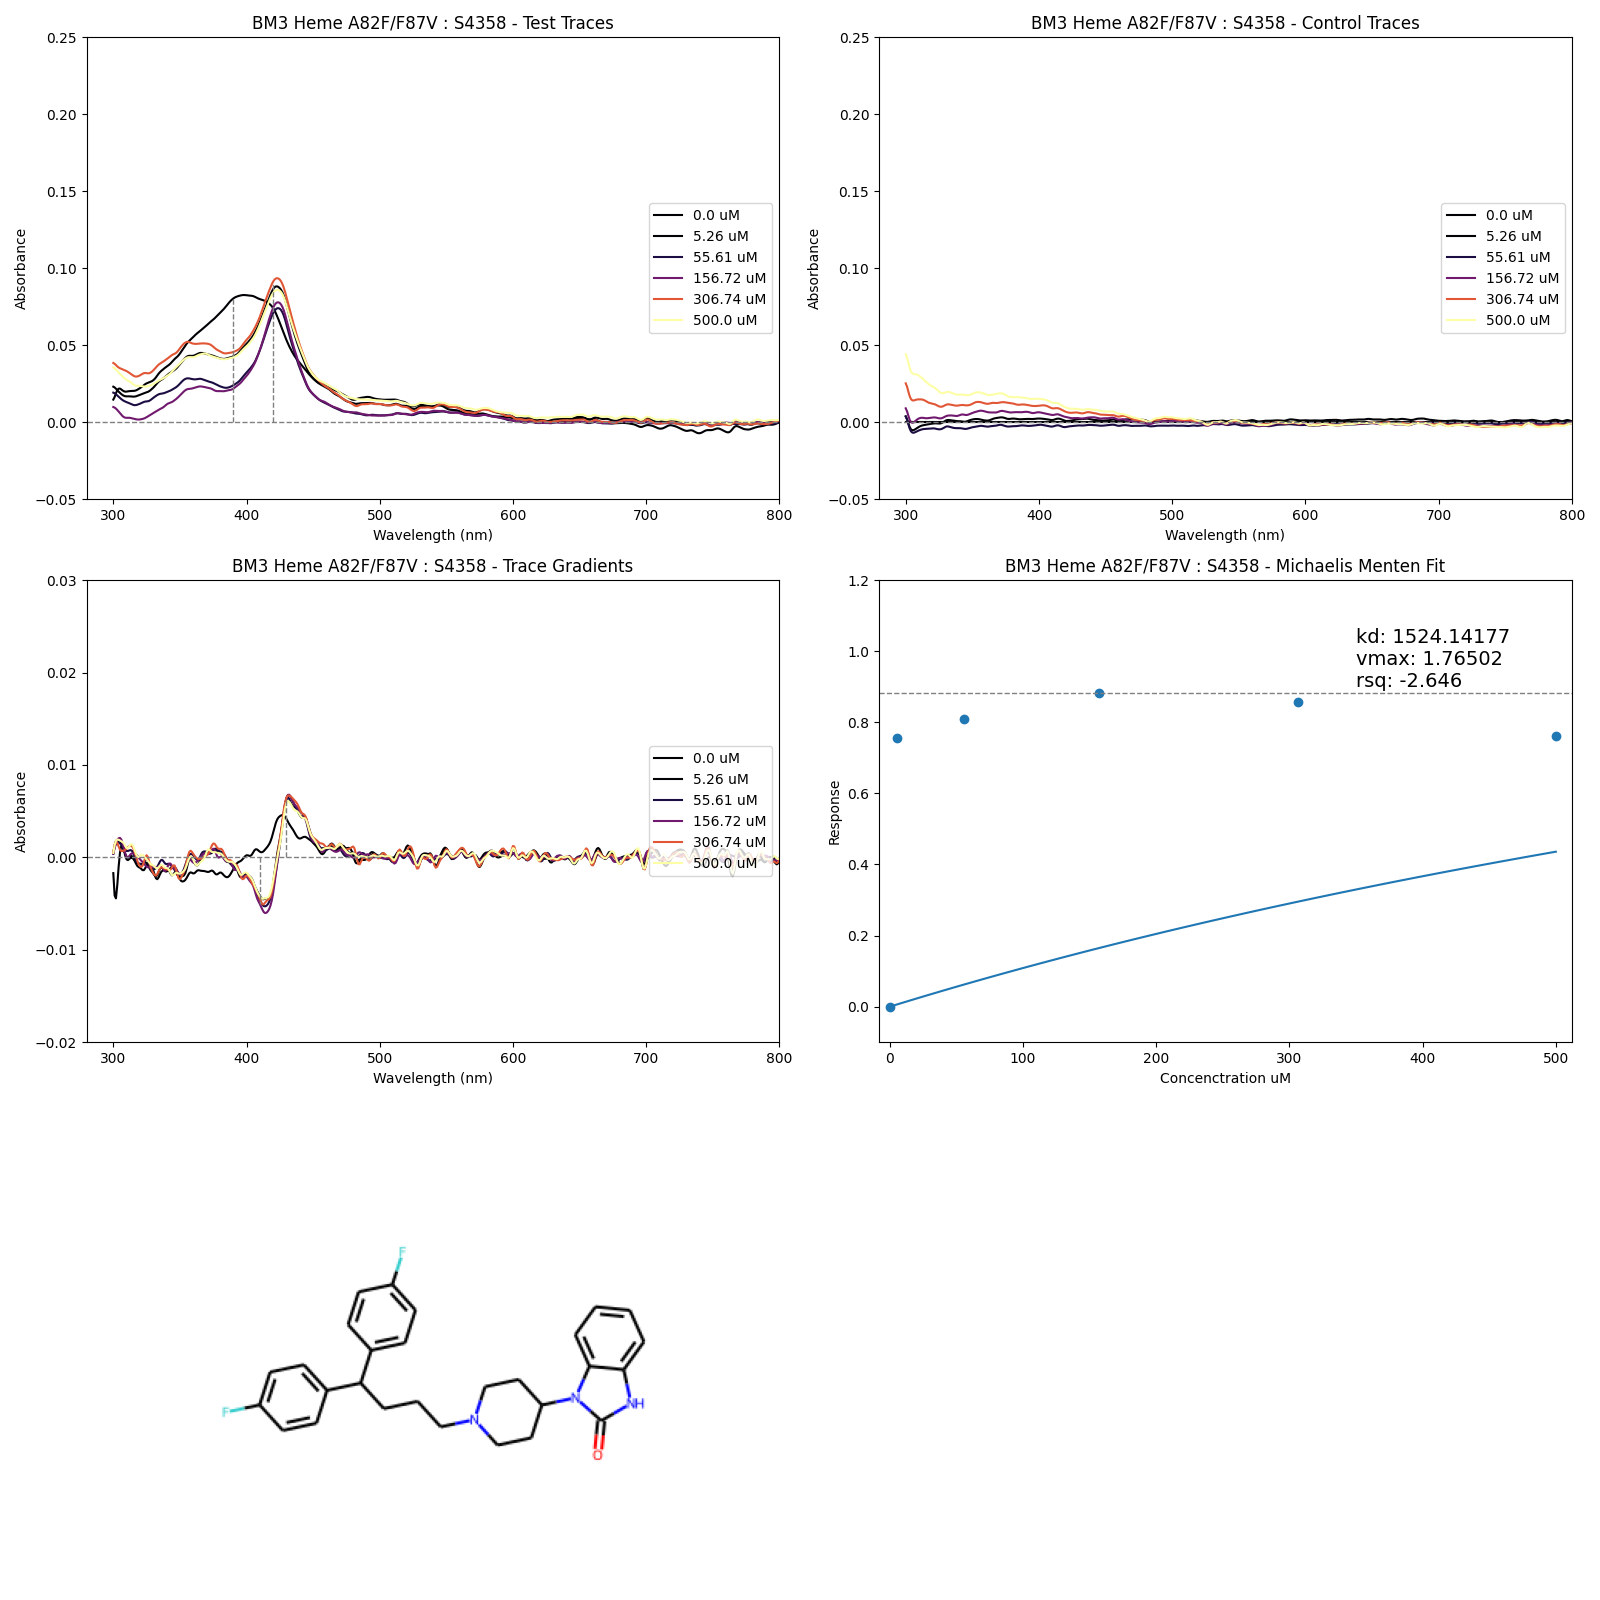 BM3 Heme A82F/F87V : S4358 - Test Traces
0.25
0.20
0.15
0.10
0.05
0.00
−0.05
Absorbance
300 400 500 600 700 800
Wavelength (nm)
0.0 uM
5.26 uM
55.61 uM
156.72 uM
306.74 uM
500.0 uM
BM3 Heme A82F/F87V : S4358 - Control Traces
0.25
0.20
0.15
0.10
0.05
0.00
−0.05
Absorbance
300 400 500 600 700 800
Wavelength (nm)
0.0 uM
5.26 uM
55.61 uM
156.72 uM
306.74 uM
500.0 uM
BM3 Heme A82F/F87V : S4358 - Trace Gradients
0.03
0.02
0.01
0.00
−0.01
−0.02
Absorbance
300 400 500 600 700 800
Wavelength (nm)
0.0 uM
5.26 uM
55.61 uM
156.72 uM
306.74 uM
500.0 uM
BM3 Heme A82F/F87V : S4358 - Michaelis Menten Fit
1.2
1.0
0.8
0.6
0.4
0.2
0.0
Response
kd: 1524.14177
vmax: 1.76502
rsq: -2.646
0 100 200 300 400 500
Concenctration uM
F
F
N
N
NH
O